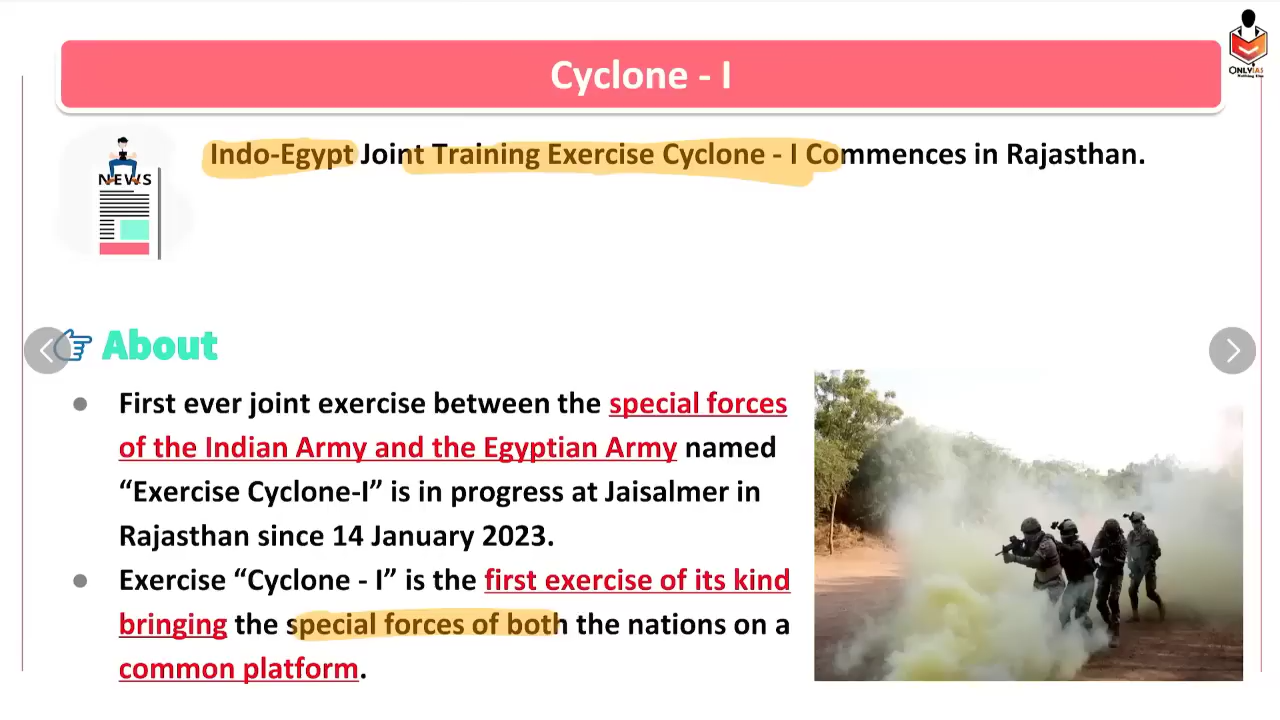 Cyclone - I
ONLYIAS
NEWS
Indo-Egypt Joint Training Exercise Cyclone - I Commences in Rajasthan.
About
● First ever joint exercise between the special forces
of the Indian Army and the Egyptian Army named
“Exercise Cyclone-I” is in progress at Jaisalmer in
Rajasthan since 14 January 2023.
● Exercise “Cyclone - I” is the first exercise of its kind
bringing the special forces of both the nations on a
common platform.